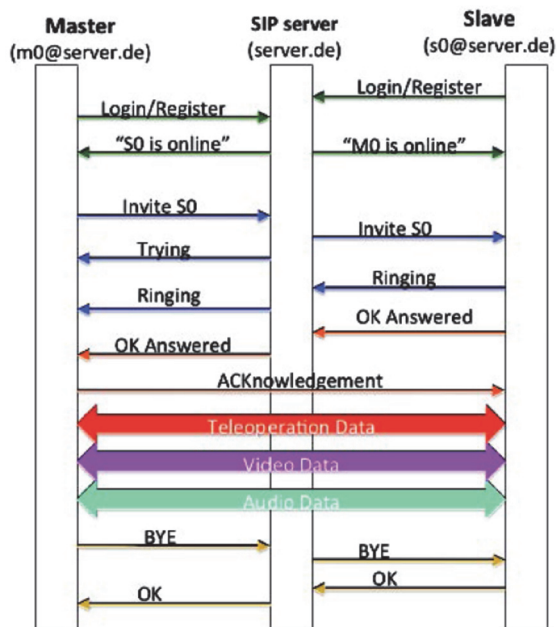 Master
(m0@server.de)
SIP server
(server.de)
Slave
(s0@server.de)
Login/Register
Login/Register
“S0 is online”
“M0 is online”
Invite S0
Invite S0
Trying
Ringing
Ringing
OK Answered
OK Answered
ACKnowledgement
Teleoperation Data
Video Data
Audio Data
BYE
BYE
OK
OK